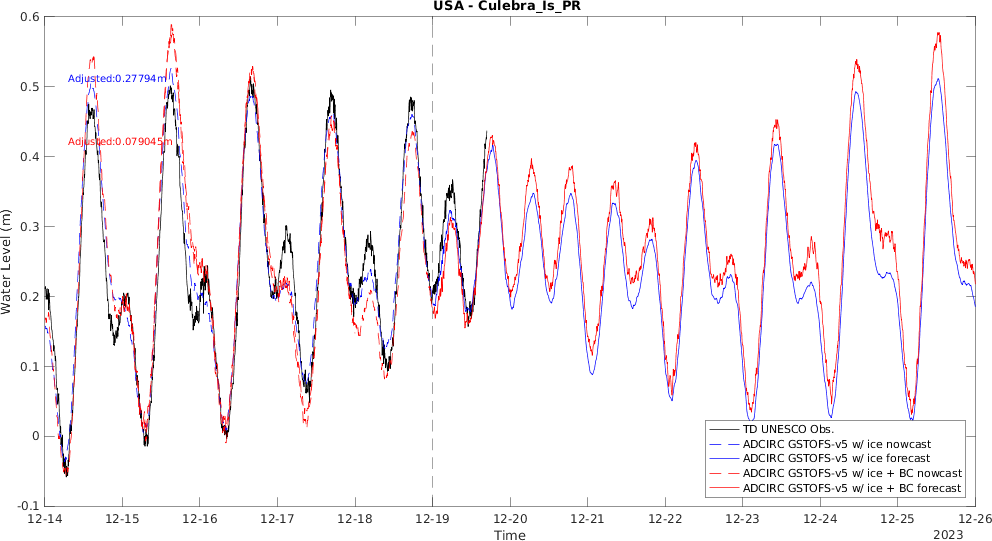 USA - Culebra_Is_PR
0.6
0.5
0.4
0.3
0.2
0.1
0
-0.1
Water Level (m)
Adjusted:0.27794m
Adjusted:0.079045m
TD UNESCO Obs.
ADCIRC GSTOFS-v5 w/ ice nowcast
ADCIRC GSTOFS-v5 w/ ice forecast
ADCIRC GSTOFS-v5 w/ ice + BC nowcast
ADCIRC GSTOFS-v5 w/ ice + BC forecast
12-14 12-15 12-16 12-17 12-18 12-19 12-20 12-21 12-22 12-23 12-24 12-25 12-26
Time
2023